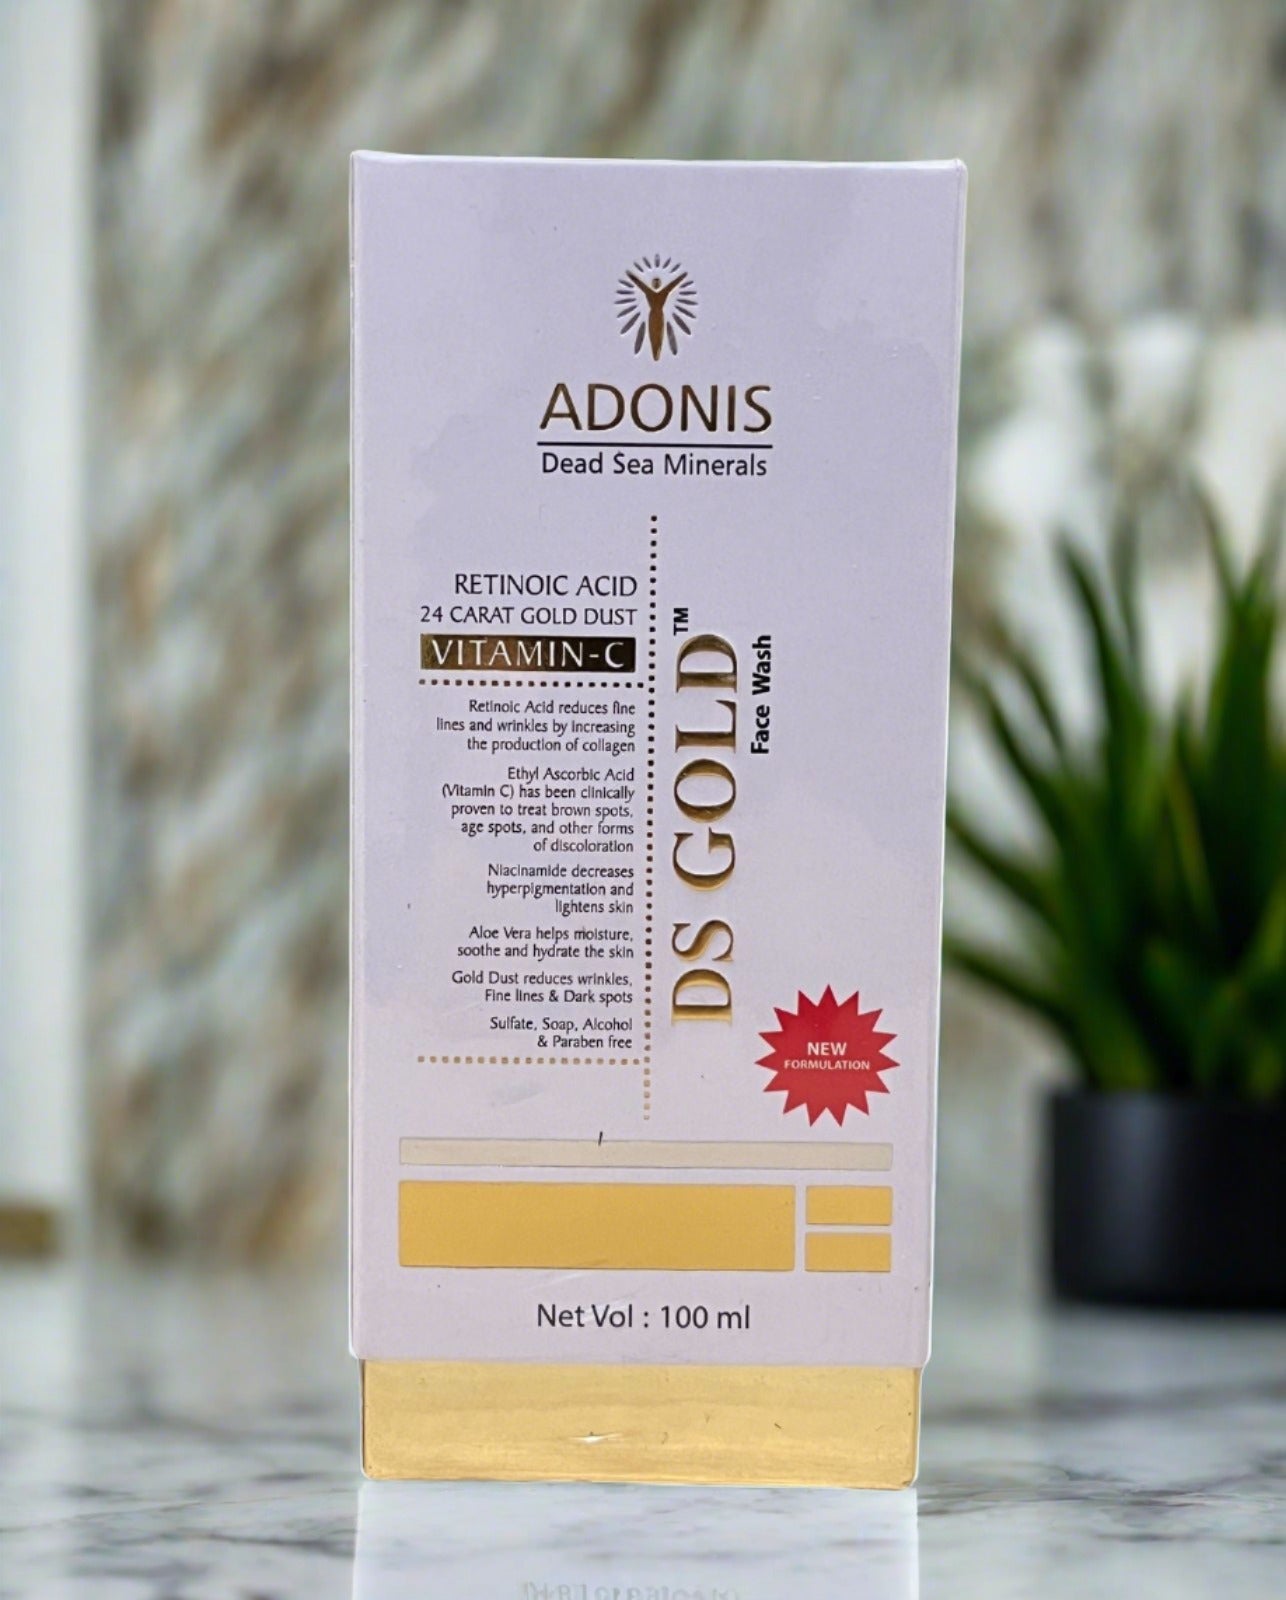 ADONIS
Dead Sea Minerals
RETINOIC ACID
24 CARAT GOLD DUST
VITAMIN-C
Retinoic Acid reduces fine
lines and wrinkles by increasing
the production of collagen
Ethyl Ascorbic Acid
(Vitamin C) has been clinically
proven to treat brown spots,
age spots, and other forms
of discoloration
Niacinamide decreases
hyperpigmentation and
lightens skin
Aloe Vera helps moisture,
soothe and hydrate the skin
Gold Dust reduces wrinkles,
Fine lines & Dark spots
Sulfate, Soap, Alcohol
& Paraben free
DS GOLD™
Face Wash
NEW
FORMULATION
Net Vol : 100 ml